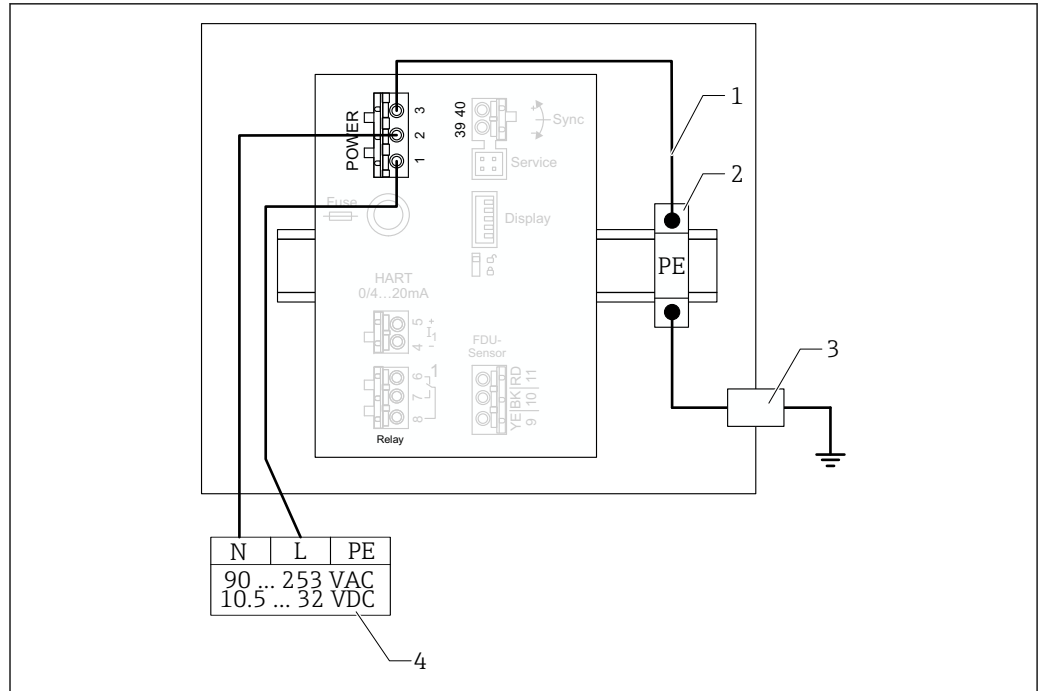 POWER
3
2
1
39 40
Sync
Service
Fuse
Display
HART
0/4...20mA
5 +
I1
4 -
FDU-
Sensor
6 1
7
8
Relay
YE|BK|RD
9 |10| 11
PE
1
2
3
N L PE
90 ... 253 VAC
10.5 ... 32 VDC
4